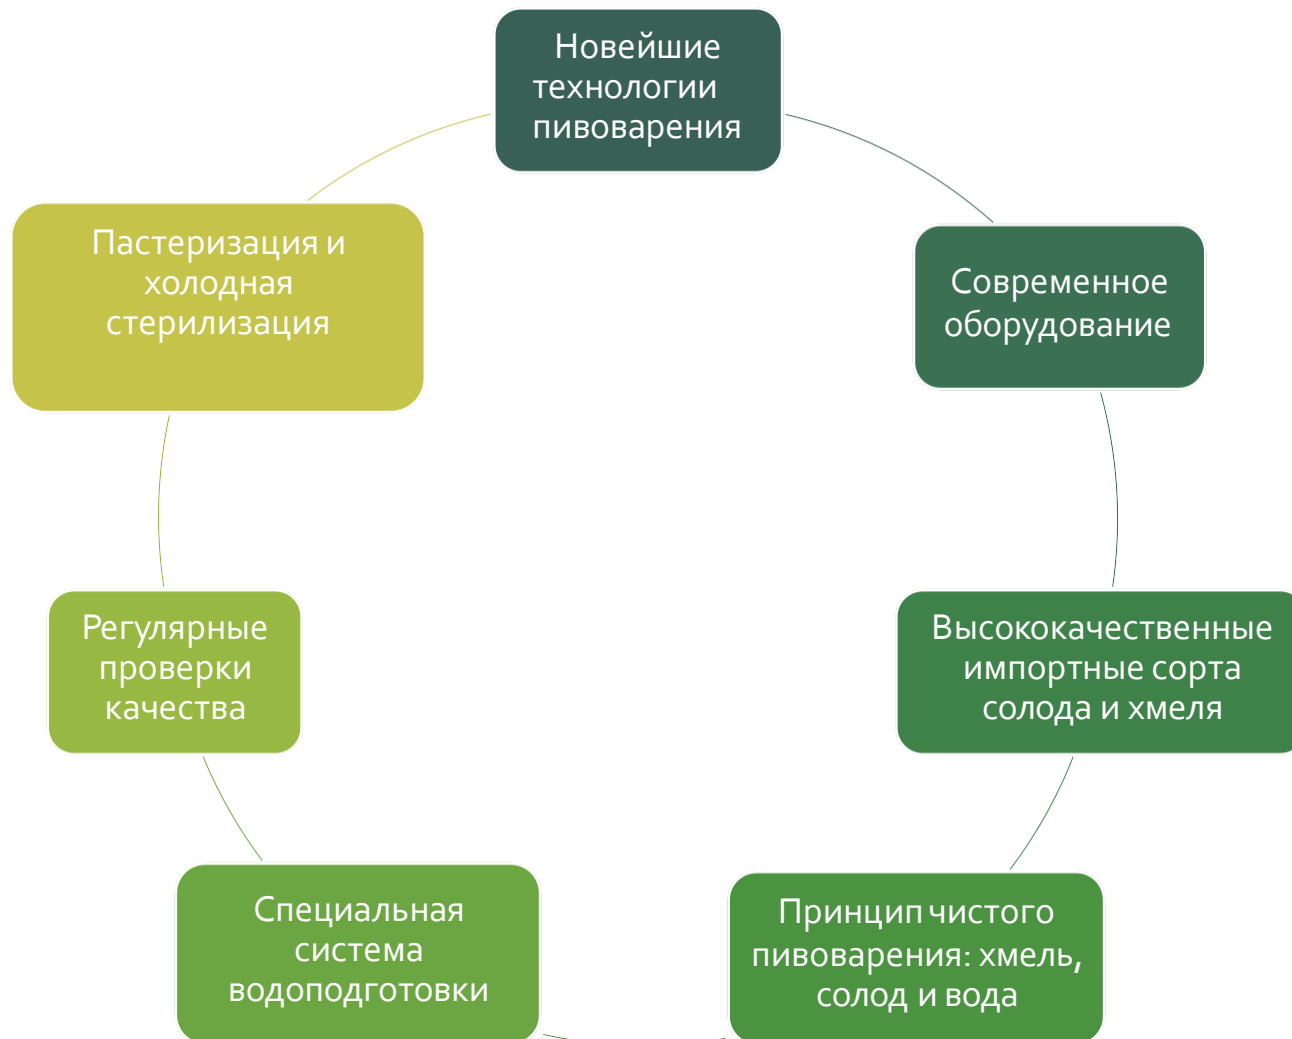 Новейшие
технологии
пивоварения
Современное
оборудование
Высококачественные
импортные сорта
солода и хмеля
Принцип чистого
пивоварения: хмель,
солод и вода
Специальная
система
водоподготовки
Регулярные
проверки
качества
Пастеризация и
холодная
стерилизация